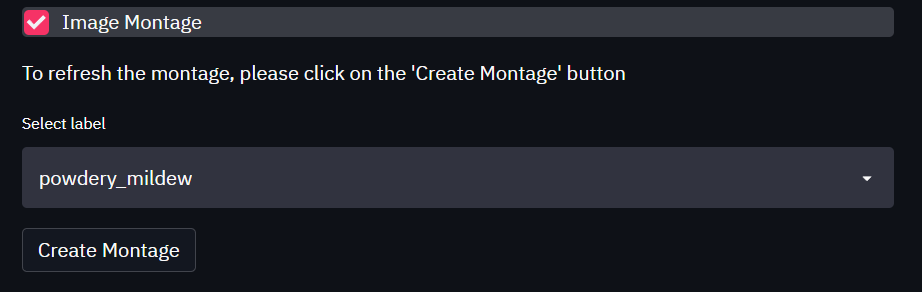 Image Montage
To refresh the montage, please click on the 'Create Montage' button
Select label
powdery_mildew
Create Montage